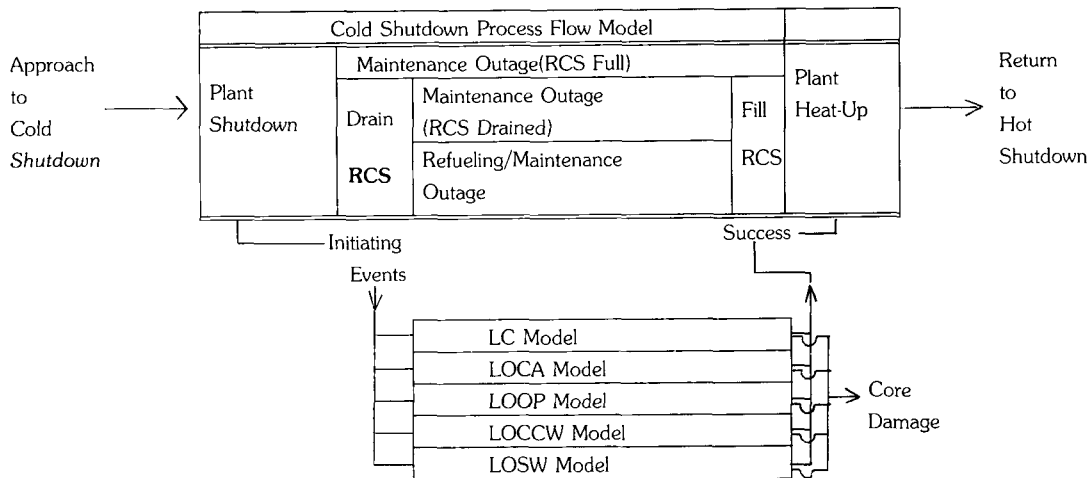 Cold Shutdown Process Flow Model
Approach
to
Cold
Shutdown
Plant
Shutdown
Maintenance Outage(RCS Full)
Drain
RCS
Maintenance Outage
(RCS Drained)
Refueling/Maintenance
Outage
Fill
RCS
Plant
Heat-Up
Return
to
Hot
Shutdown
Initiating
Events
Success
LC Model
LOCA Model
LOOP Model
LOCCW Model
LOSW Model
Core
Damage